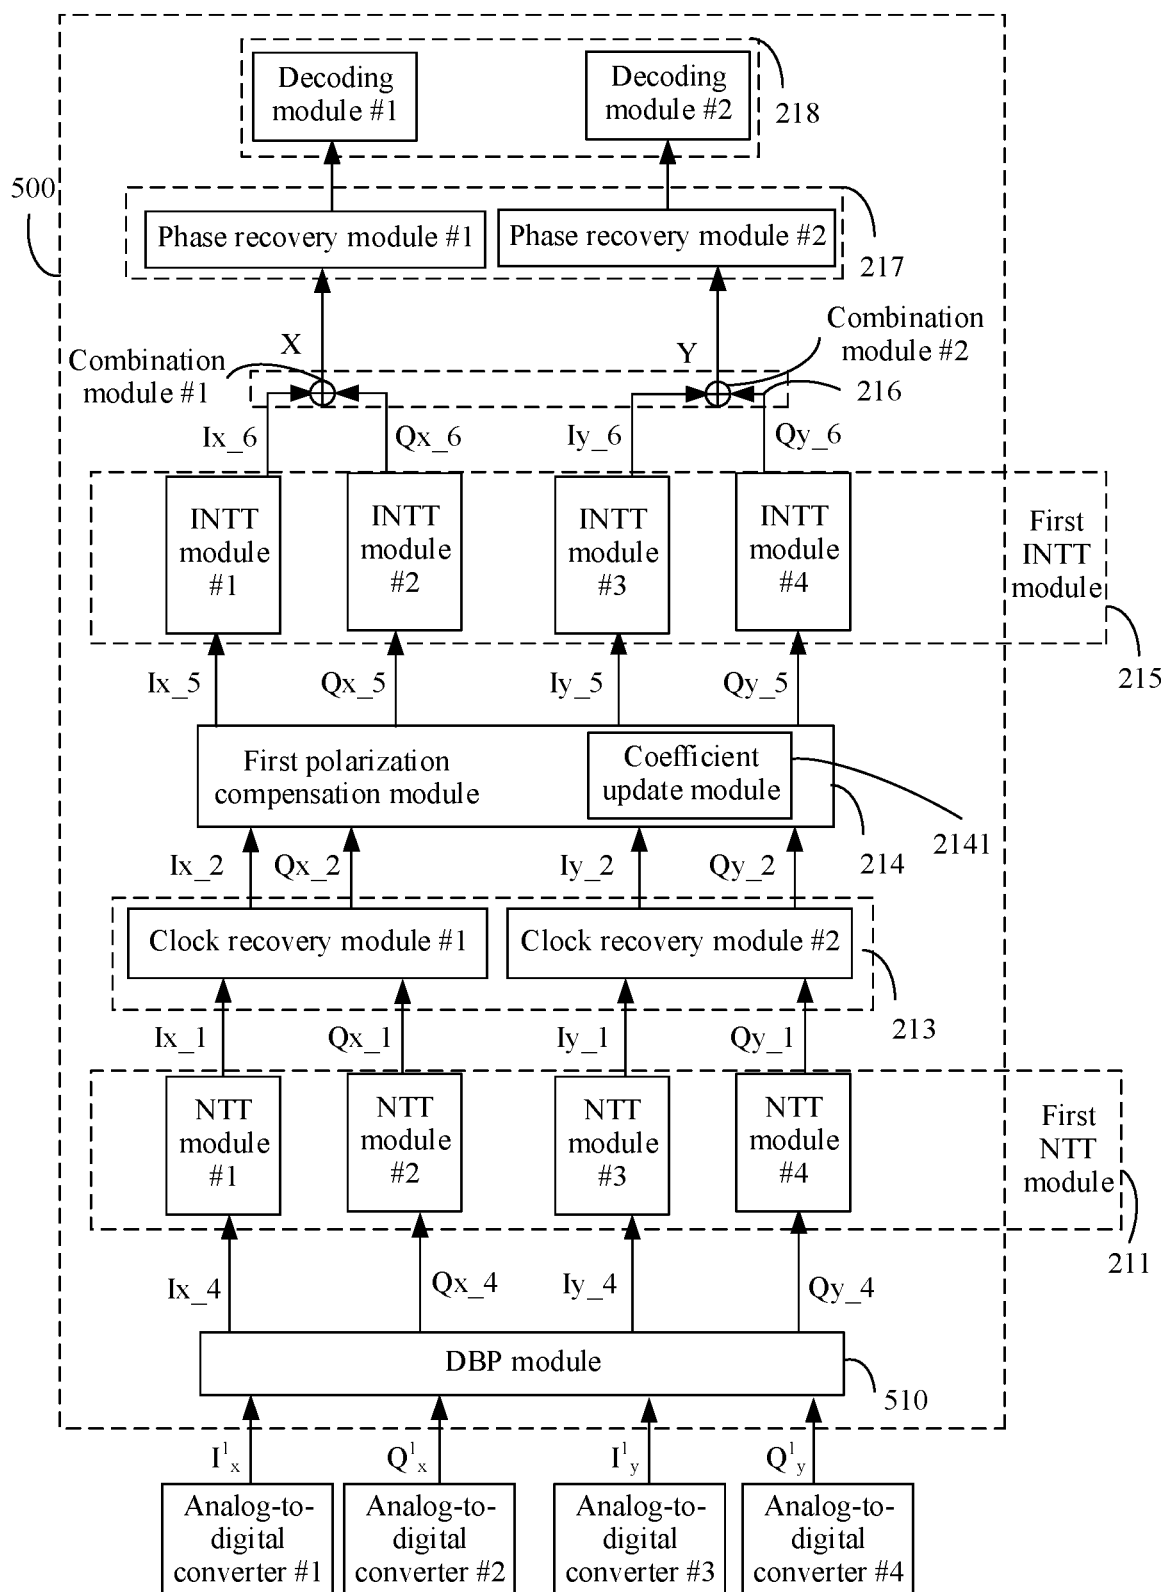 Decoding
module #1
Decoding
module #2
218
500
Phase recovery module #1
Phase recovery module #2
217
X
Y
Combination
module #1
Combination
module #2
216
Ix_6
Qx_6
Iy_6
Qy_6
INTT
module
#1
INTT
module
#2
INTT
module
#3
INTT
module
#4
First
INTT
module
215
Ix_5
Qx_5
Iy_5
Qy_5
First polarization
compensation module
Coefficient
update module
2141
214
Ix_2
Qx_2
Iy_2
Qy_2
Clock recovery module #1
Clock recovery module #2
213
Ix_1
Qx_1
Iy_1
Qy_1
NTT
module
#1
NTT
module
#2
NTT
module
#3
NTT
module
#4
First
NTT
module
211
Ix_4
Qx_4
Iy_4
Qy_4
DBP module
510
I¹ₓ
Q¹ₓ
I¹y
Q¹y
Analog-to-
digital
converter #1
Analog-to-
digital
converter #2
Analog-to-
digital
converter #3
Analog-to-
digital
converter #4